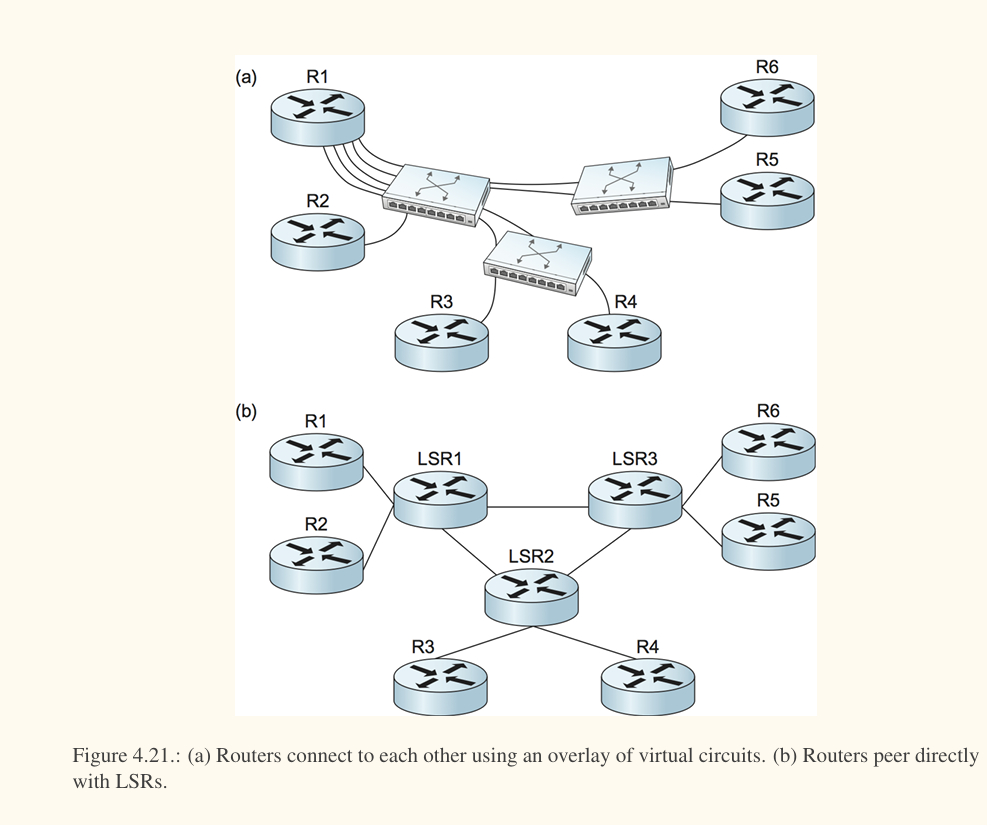 (a)
R1
R6
R5
R2
R3
R4
(b)
R1
R6
LSR1
LSR3
R5
R2
LSR2
R3
R4
Figure 4.21.: (a) Routers connect to each other using an overlay of virtual circuits. (b) Routers peer directly
with LSRs.